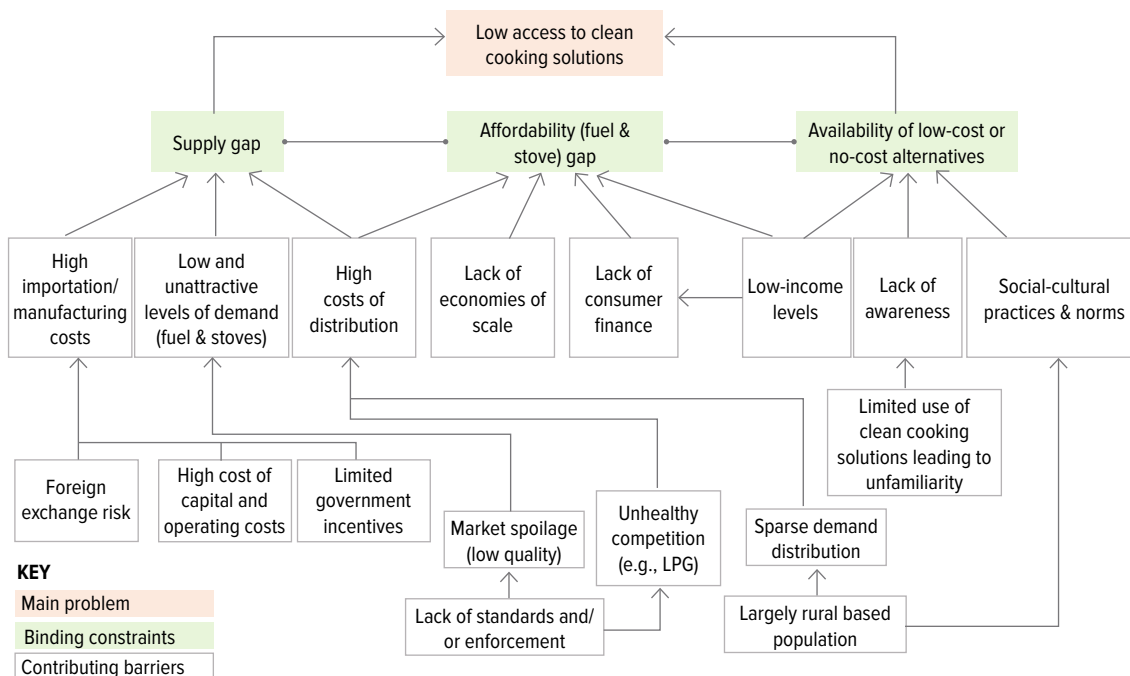 Low access to clean
cooking solutions
Supply gap
Affordability (fuel &
stove) gap
Availability of low-cost or
no-cost alternatives
High
importation/
manufacturing
costs
Low and
unattractive
levels of demand
(fuel & stoves)
High
costs of
distribution
Lack of
economies of
scale
Lack of
consumer
finance
Low-income
levels
Lack of
awareness
Social-cultural
practices & norms
Limited use of
clean cooking
solutions leading to
unfamiliarity
Foreign
exchange risk
High cost of
capital and
operating costs
Limited
government
incentives
Market spoilage
(low quality)
Unhealthy
competition
(e.g., LPG)
Sparse demand
distribution
Lack of standards and/
or enforcement
Largely rural based
population
KEY
Main problem
Binding constraints
Contributing barriers